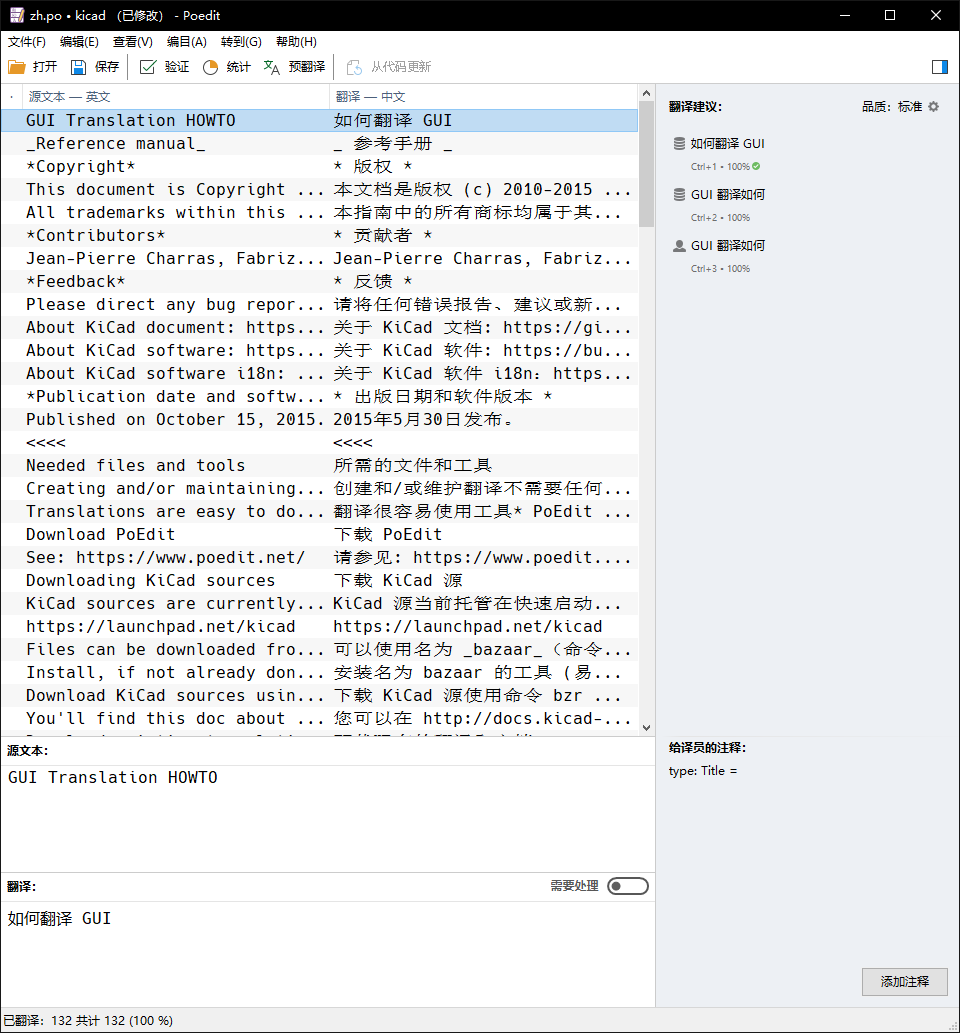 zh.po • kicad （已修改） - Poedit
文件(F) 编辑(E) 查看(V) 编目(A) 转到(G) 帮助(H)
打开 保存 验证 统计 预翻译 从代码更新
源文本 — 英文 翻译 — 中文
GUI Translation HOWTO 如何翻译 GUI
_Reference manual_ _ 参考手册 _
*Copyright* * 版权 *
This document is Copyright ... 本文档是版权 (c) 2010-2015 ...
All trademarks within this ... 本指南中的所有商标均属于其...
*Contributors* * 贡献者 *
Jean-Pierre Charras, Fabriz... Jean-Pierre Charras, Fabriz...
*Feedback* * 反馈 *
Please direct any bug repor... 请将任何错误报告、建议或新...
About KiCad document: https... 关于 KiCad 文档: https://gi...
About KiCad software: https... 关于 KiCad 软件: https://bu...
About KiCad software i18n: ... 关于 KiCad 软件 i18n：https...
*Publication date and softw... * 出版日期和软件版本 *
Published on October 15, 2015. 2015年5月30日发布。
<<<< <<<<
Needed files and tools 所需的文件和工具
Creating and/or maintaining... 创建和/或维护翻译不需要任何...
Translations are easy to do... 翻译很容易使用工具* PoEdit ...
Download PoEdit 下载 PoEdit
See: https://www.poedit.net/ 请参见: https://www.poedit....
Downloading KiCad sources 下载 KiCad 源
KiCad sources are currently... KiCad 源当前托管在快速启动...
https://launchpad.net/kicad https://launchpad.net/kicad
Files can be downloaded fro... 可以使用名为 _bazaar_（命令...
Install, if not already don... 安装名为 bazaar 的工具 (易...
Download KiCad sources usin... 下载 KiCad 源使用命令 bzr ...
You'll find this doc about ... 您可以在 http://docs.kicad-...
源文本：
GUI Translation HOWTO
翻译： 需要处理
如何翻译 GUI
翻译建议： 品质：标准
如何翻译 GUI
Ctrl+1 • 100%
GUI 翻译如何
Ctrl+2 • 100%
GUI 翻译如何
Ctrl+3 • 100%
给译员的注释：
type: Title =
添加注释
已翻译：132 共计 132 (100 %)